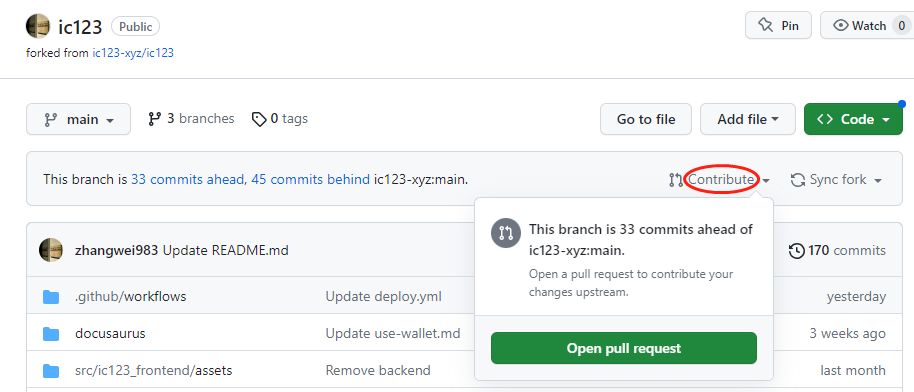 ic123 Public Pin Watch 0
forked from ic123-xyz/ic123
main 3 branches 0 tags Go to file Add file Code
This branch is 33 commits ahead, 45 commits behind ic123-xyz:main. Contribute Sync fork
This branch is 33 commits ahead of
ic123-xyz:main.
Open a pull request to contribute your
changes upstream.
Open pull request
zhangwei983 Update README.md 170 commits
.github/workflows Update deploy.yml yesterday
docusaurus Update use-wallet.md 3 weeks ago
src/ic123_frontend/assets Remove backend last month